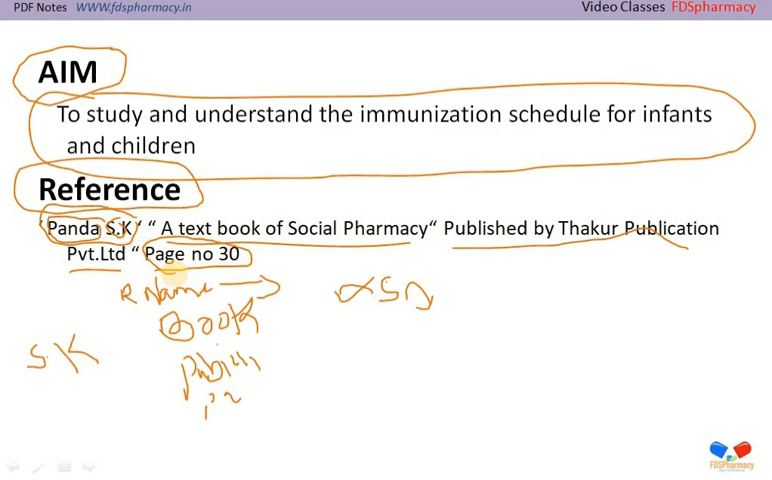 PDF Notes WWW.fdspharmacy.in
Video Classes FDSpharmacy
AIM
To study and understand the immunization schedule for infants
and children
Reference
“Panda S.K“ “ A text book of Social Pharmacy“ Published by Thakur Publication
Pvt.Ltd “ Page no 30
Name
Book
S.K
FDSPharmacy